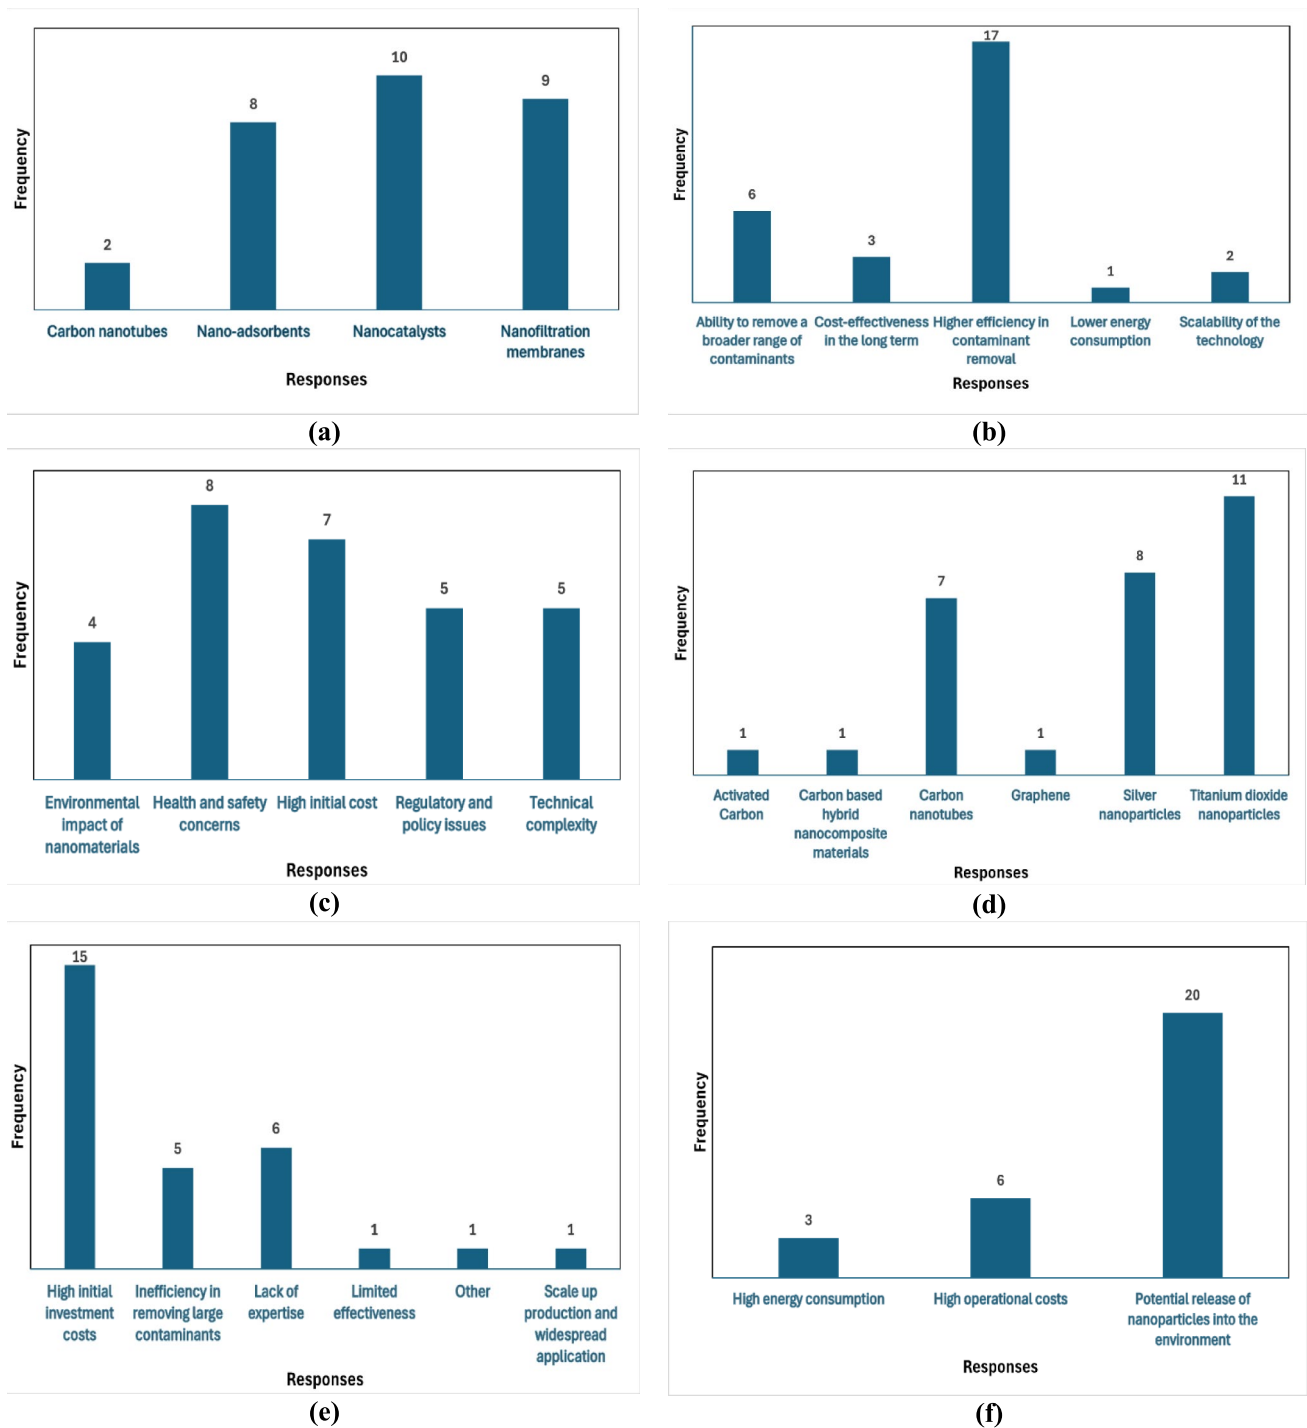 2
8
10
9
Frequency
Carbon nanotubes
Nano-adsorbents
Nanocatalysts
Nanofiltration
membranes
Responses
(a)
6
3
17
1
2
Frequency
Ability to remove a
broader range of
contaminants
Cost-effectiveness
in the long term
Higher efficiency in
contaminant
removal
Lower energy
consumption
Scalability of the
technology
Responses
(b)
4
8
7
5
5
Frequency
Environmental
impact of
nanomaterials
Health and safety
concerns
High initial cost
Regulatory and
policy issues
Technical
complexity
Responses
(c)
1
1
7
1
8
11
Frequency
Activated
Carbon
Carbon based
hybrid
nanocomposite
materials
Carbon
nanotubes
Graphene
Silver
nanoparticles
Titanium dioxide
nanoparticles
Responses
(d)
15
5
6
1
1
1
Frequency
High initial
investment
costs
Inefficiency in
removing large
contaminants
Lack of
expertise
Limited
effectiveness
Other
Scale up
production and
widespread
application
Responses
(e)
3
6
20
Frequency
High energy consumption
High operational costs
Potential release of
nanoparticles into the
environment
Responses
(f)